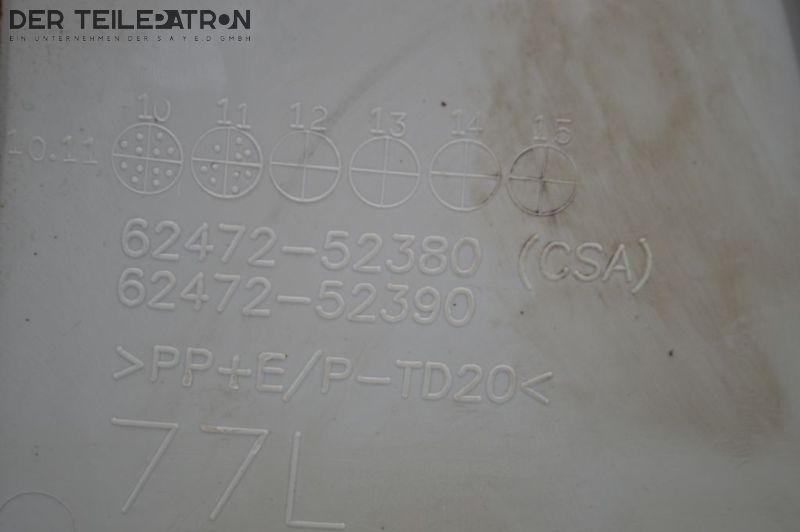 DER TEILEPATRON
EIN UNTERNEHMEN DER S A Y E D GMBH
10 11 12 13 14 15
10.11
62472-52380 (CSA)
62472-52390
>PP+E/P-TD20<
77L